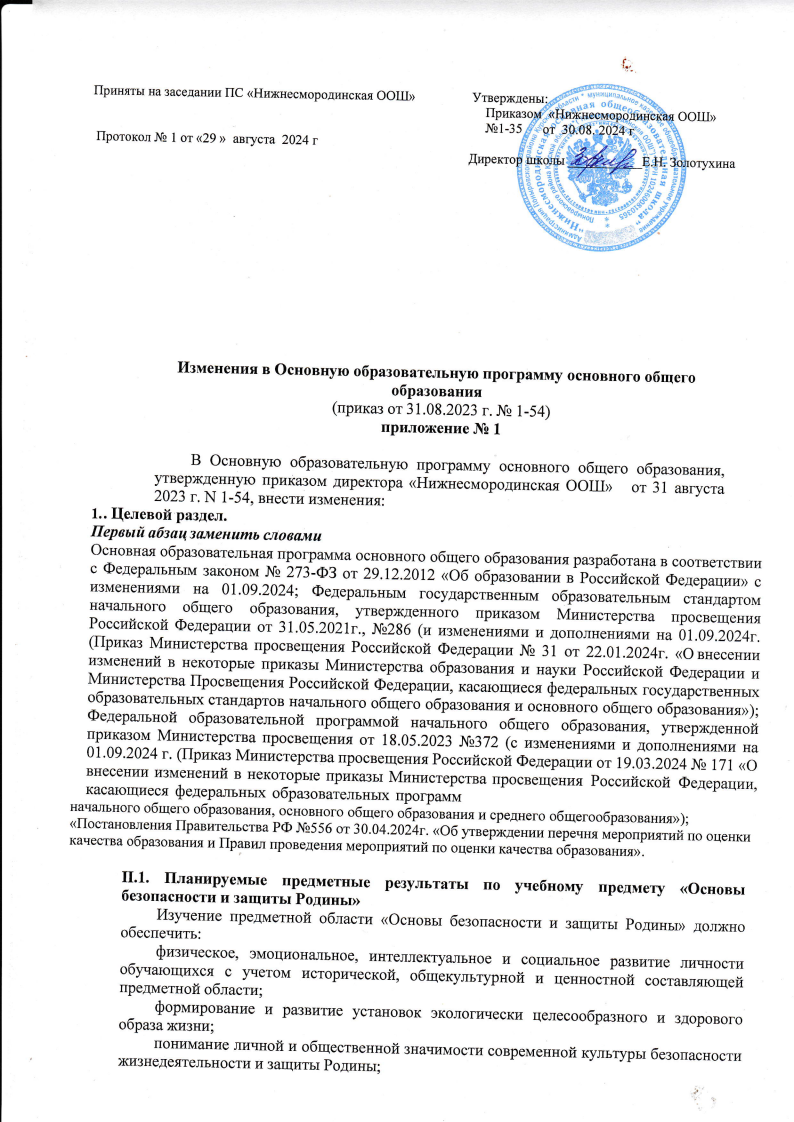 Приняты на заседании ПС «Нижнесмородинская ООШ»
Протокол № 1 от «29 »  августа  2024 г
Утверждены:
Приказом  «Нижнесмородинская ООШ»
№1-35      от  30.08. 2024 г
Директор школы ___________Е.Н. Золотухина
Изменения в Основную образовательную программу основного общего
образования
(приказ от 31.08.2023 г. № 1-54)
приложение № 1
В Основную образовательную программу основного общего образования,
утвержденную приказом директора «Нижнесмородинская ООШ»   от 31 августа
2023 г. N 1-54, внести изменения:
1.. Целевой раздел.
Первый абзац заменить словами
Основная образовательная программа основного общего образования разработана в соответствии
с Федеральным законом № 273-ФЗ от 29.12.2012 «Об образовании в Российской Федерации» с
изменениями на 01.09.2024; Федеральным государственным образовательным стандартом
начального общего образования, утвержденного приказом Министерства просвещения
Российской Федерации от 31.05.2021г., №286 (и изменениями и дополнениями на 01.09.2024г.
(Приказ Министерства просвещения Российской Федерации № 31 от 22.01.2024г. «О внесении
изменений в некоторые приказы Министерства образования и науки Российской Федерации и
Министерства Просвещения Российской Федерации, касающиеся федеральных государственных
образовательных стандартов начального общего образования и основного общего образования»);
Федеральной образовательной программой начального общего образования, утвержденной
приказом Министерства просвещения от 18.05.2023 №372 (с изменениями и дополнениями на
01.09.2024 г. (Приказ Министерства просвещения Российской Федерации от 19.03.2024 № 171 «О
внесении изменений в некоторые приказы Министерства просвещения Российской Федерации,
касающиеся федеральных образовательных программ
начального общего образования, основного общего образования и среднего общегообразования»);
«Постановления Правительства РФ №556 от 30.04.2024г. «Об утверждении перечня мероприятий по оценки
качества образования и Правил проведения мероприятий по оценки качества образования».
II.1. Планируемые предметные результаты по учебному предмету «Основы
безопасности и защиты Родины»
Изучение предметной области «Основы безопасности и защиты Родины» должно
обеспечить:
физическое, эмоциональное, интеллектуальное и социальное развитие личности
обучающихся с учетом исторической, общекультурной и ценностной составляющей
предметной области;
формирование и развитие установок экологически целесообразного и здорового
образа жизни;
понимание личной и общественной значимости современной культуры безопасности
жизнедеятельности и защиты Родины;